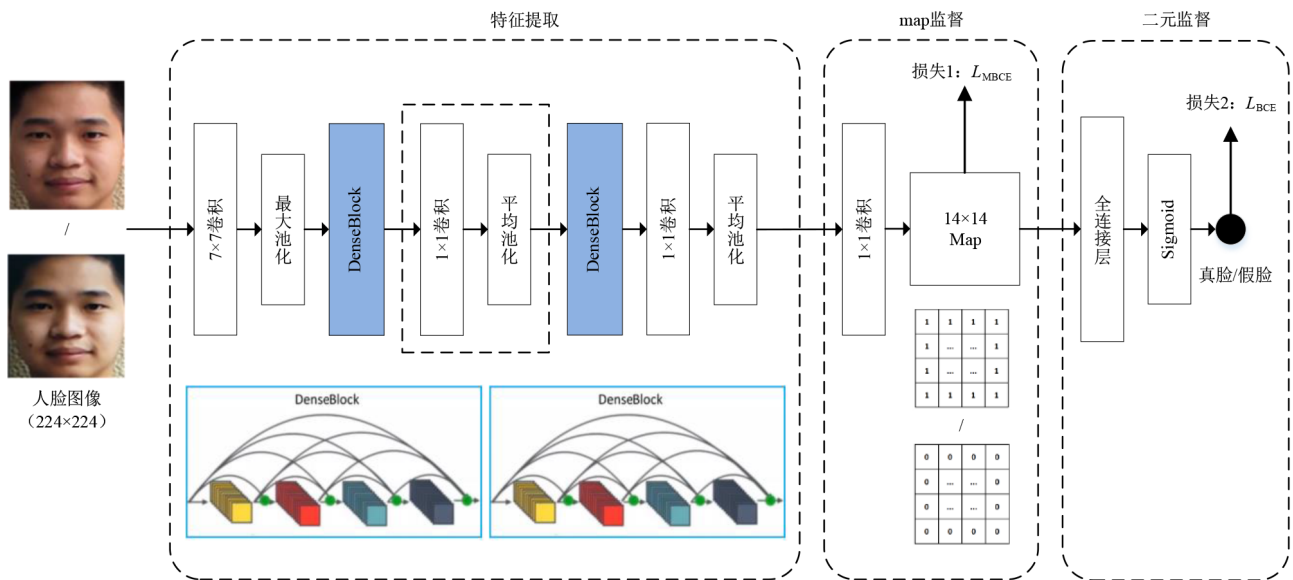 特征提取
map监督
二元监督
损失1：L_MBCE
损失2：L_BCE
7×7卷积
最大池化
DenseBlock
1×1卷积
平均池化
DenseBlock
1×1卷积
平均池化
1×1卷积
14×14
Map
全连接层
Sigmoid
真脸/假脸
/
人脸图像
（224×224）
DenseBlock
DenseBlock
1 1 1 1
1 ... ... 1
1 ... ... 1
1 1 1 1
/
0 0 0 0
0 ... ... 0
0 ... ... 0
0 0 0 0